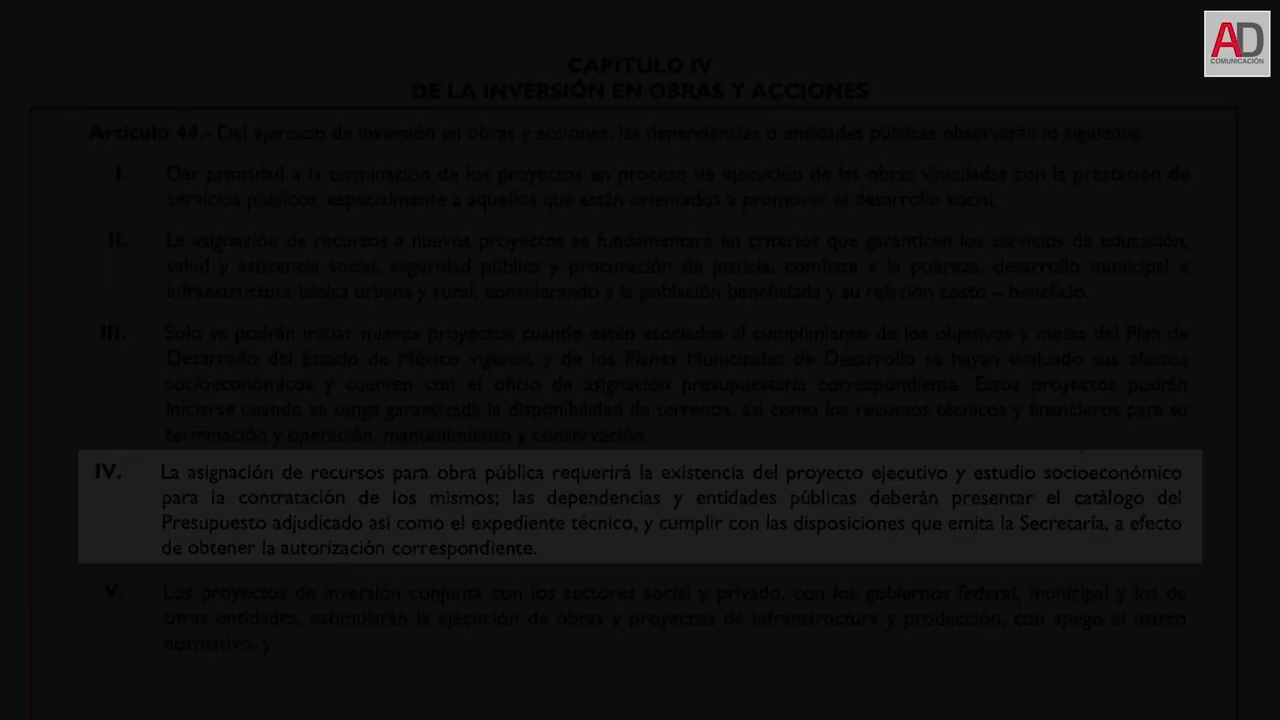 AD
COMUNICACIÓN
CAPITULO IV
DE LA INVERSIÓN EN OBRAS Y ACCIONES
Artículo 44.- Del ejercicio de inversión en obras y acciones, las dependencias o entidades públicas observarán lo siguiente:
I. Dar prioridad a la terminación de los proyectos en proceso de ejecución de las obras vinculadas con la prestación de
servicios públicos, especialmente a aquellos que están orientados a promover el desarrollo social.
II. La asignación de recursos a nuevos proyectos se fundamentará en criterios que garanticen los servicios de educación,
salud y asistencia social, seguridad pública y procuración de justicia, combate a la pobreza, desarrollo municipal e
infraestructura básica urbana y rural, considerando a la población beneficiada y su relación costo – beneficio.
III. Sólo se podrán iniciar nuevos proyectos cuando estén asociados al cumplimiento de los objetivos y metas del Plan de
Desarrollo del Estado de México vigente, y de los Planes Municipales de Desarrollo se hayan evaluado sus efectos
socioeconómicos y cuenten con el oficio de asignación presupuestaria correspondiente. Estos proyectos podrán
iniciarse cuando se tenga garantizada la disponibilidad de terrenos, así como los recursos técnicos y financieros para su
terminación y operación, mantenimiento y conservación.
IV. La asignación de recursos para obra pública requerirá la existencia del proyecto ejecutivo y estudio socioeconómico
para la contratación de los mismos; las dependencias y entidades públicas deberán presentar el catálogo del
Presupuesto adjudicado así como el expediente técnico, y cumplir con las disposiciones que emita la Secretaría, a efecto
de obtener la autorización correspondiente.
V. Los proyectos de inversión conjunta con los sectores social y privado, con los gobiernos federal, municipal y los de
otras entidades, estimularán la ejecución de obras y proyectos de infraestructura y producción, con apego al marco
normativo, y